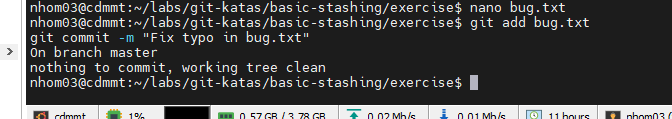 nhom03@cdmmt:~/labs/git-katas/basic-stashing/exercise$ nano bug.txt
nhom03@cdmmt:~/labs/git-katas/basic-stashing/exercise$ git add bug.txt
git commit -m "Fix typo in bug.txt"
On branch master
nothing to commit, working tree clean
nhom03@cdmmt:~/labs/git-katas/basic-stashing/exercise$
cdmmt 1% 0.57 GB / 3.78 GB 0.02 Mb/s 0.01 Mb/s 11 hours nhom03